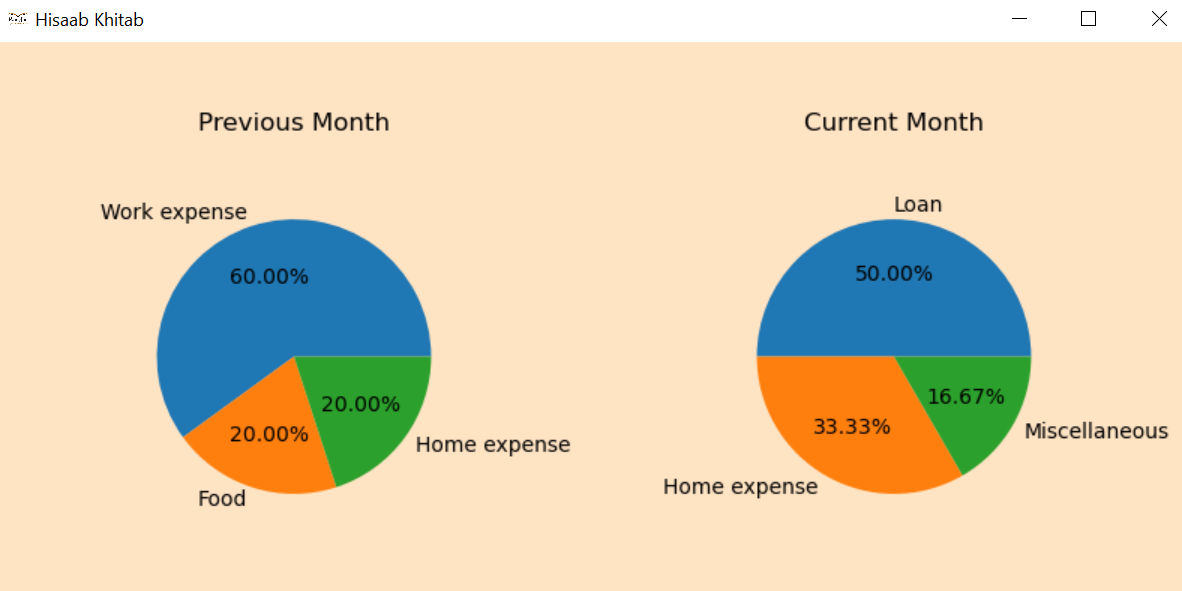 Hisaab Khitab
Previous Month
Work expense
60.00%
20.00%
20.00%
Home expense
Food
Current Month
Loan
50.00%
16.67%
33.33%
Miscellaneous
Home expense